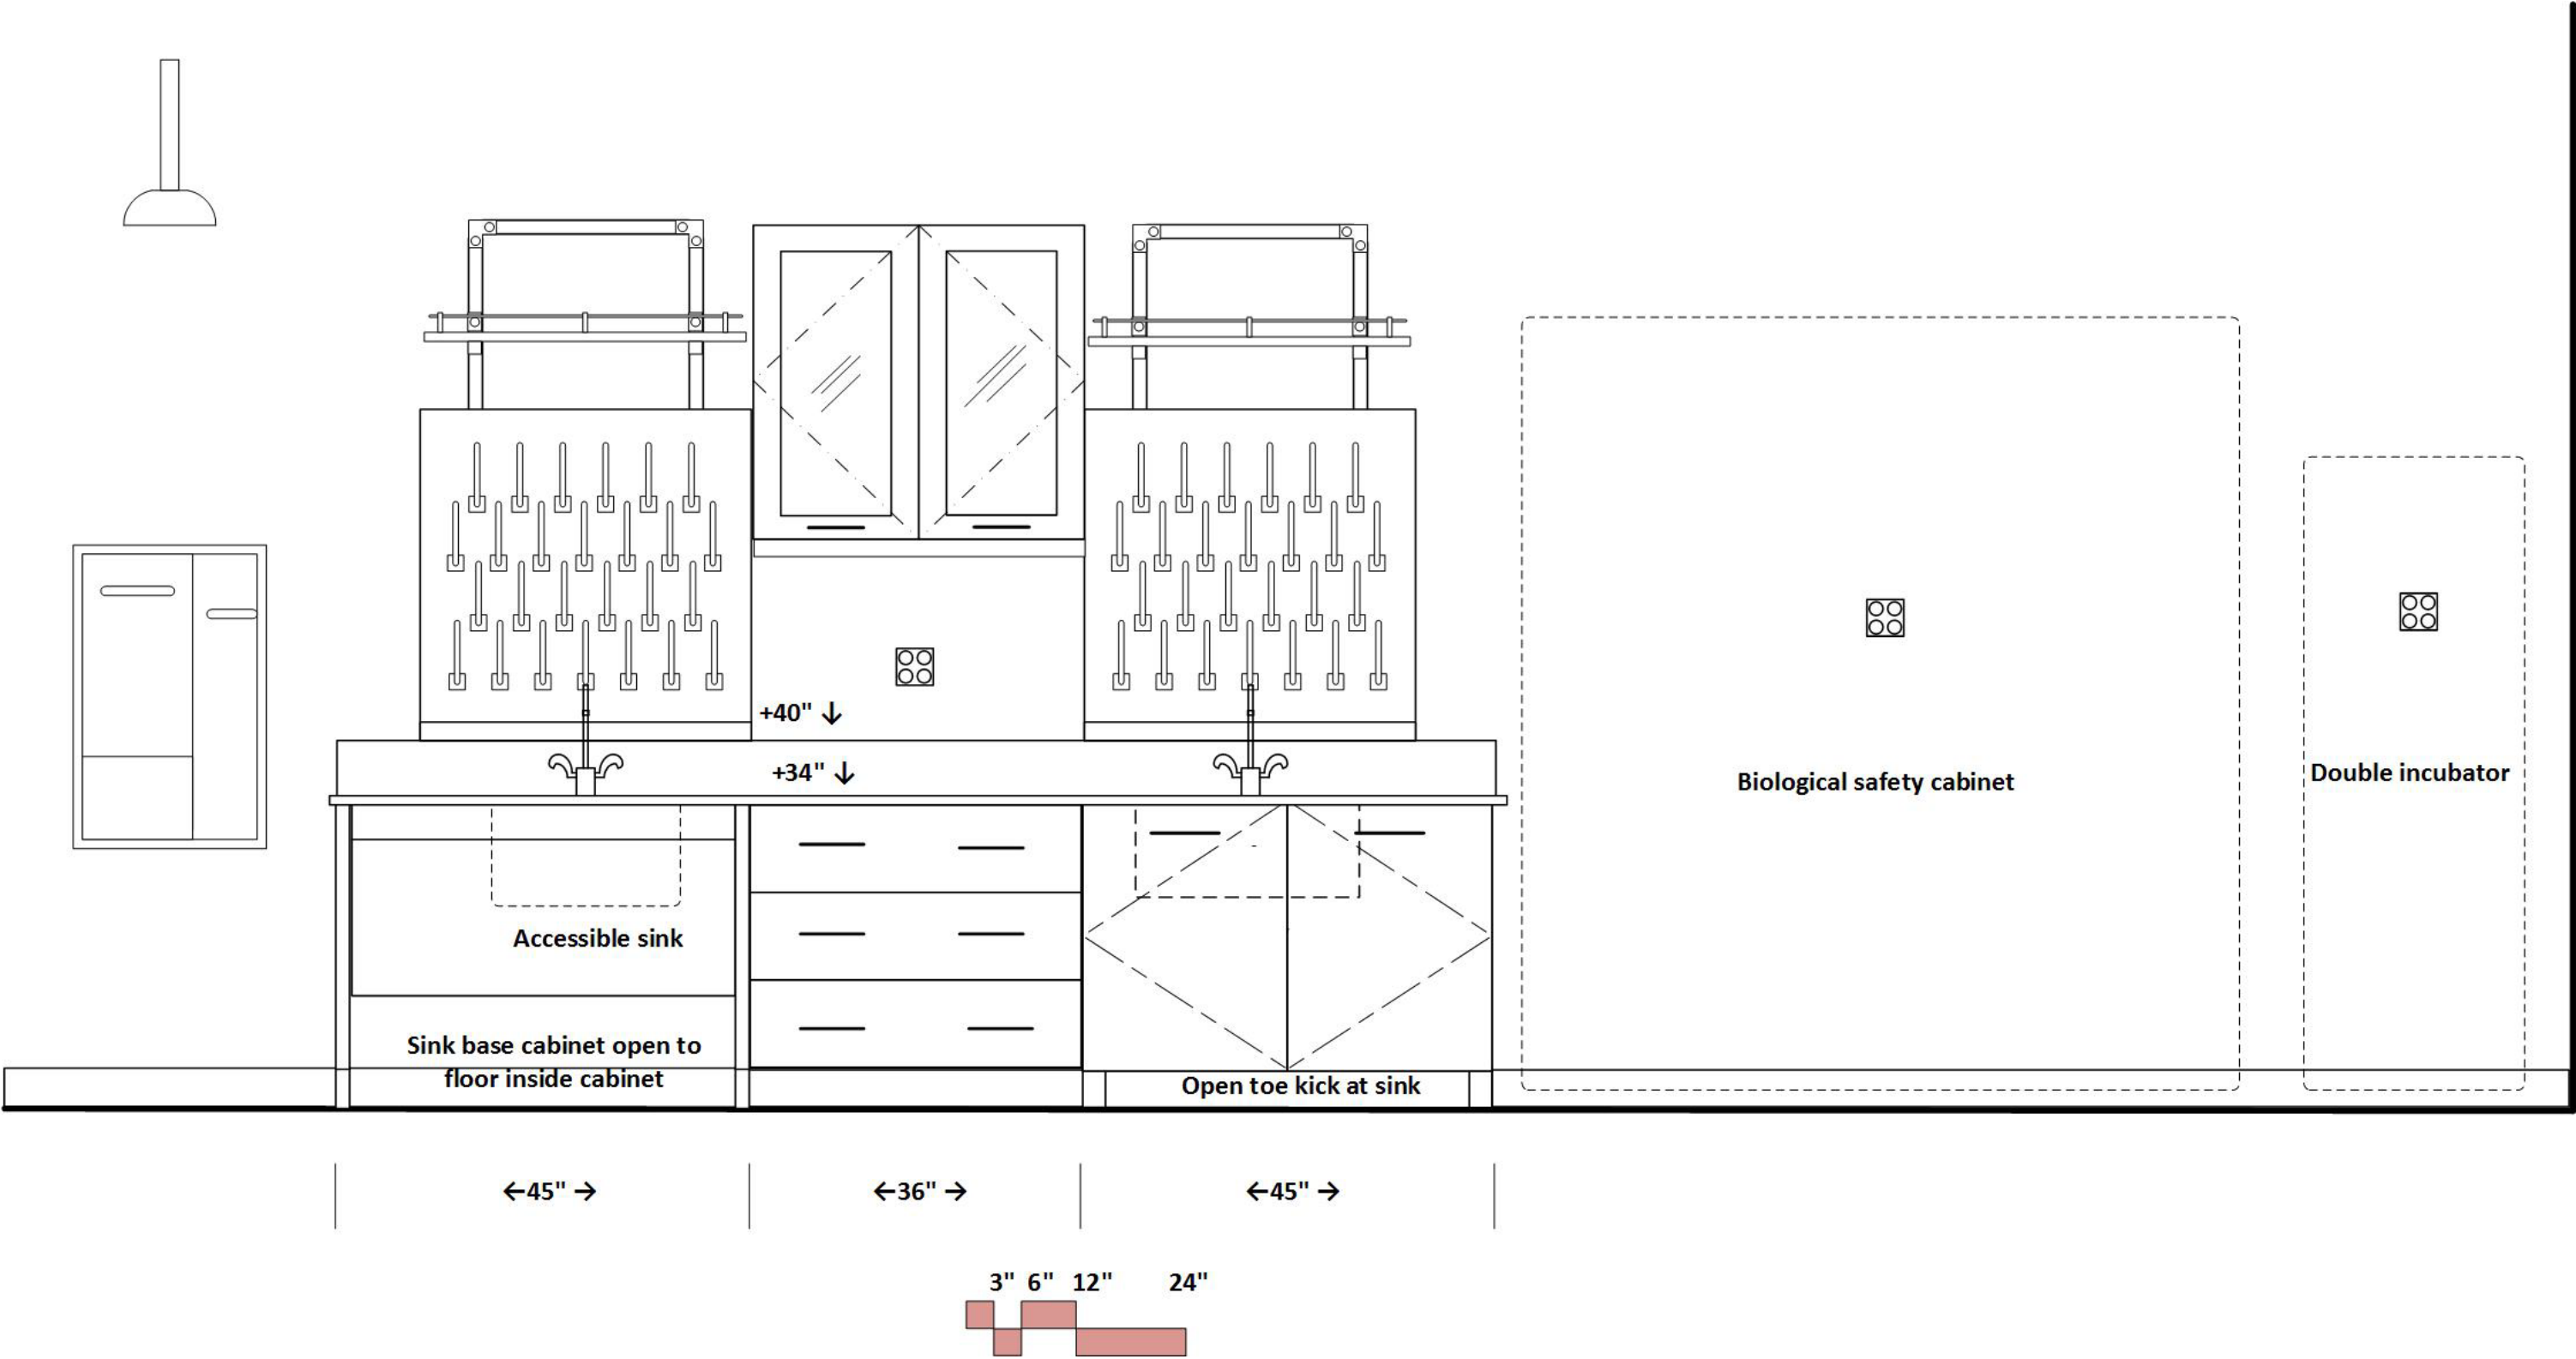 +40" ↓
+34" ↓
Biological safety cabinet
Double incubator
Accessible sink
Sink base cabinet open to
floor inside cabinet
Open toe kick at sink
←45" →
←36" →
←45" →
3" 6" 12" 24"